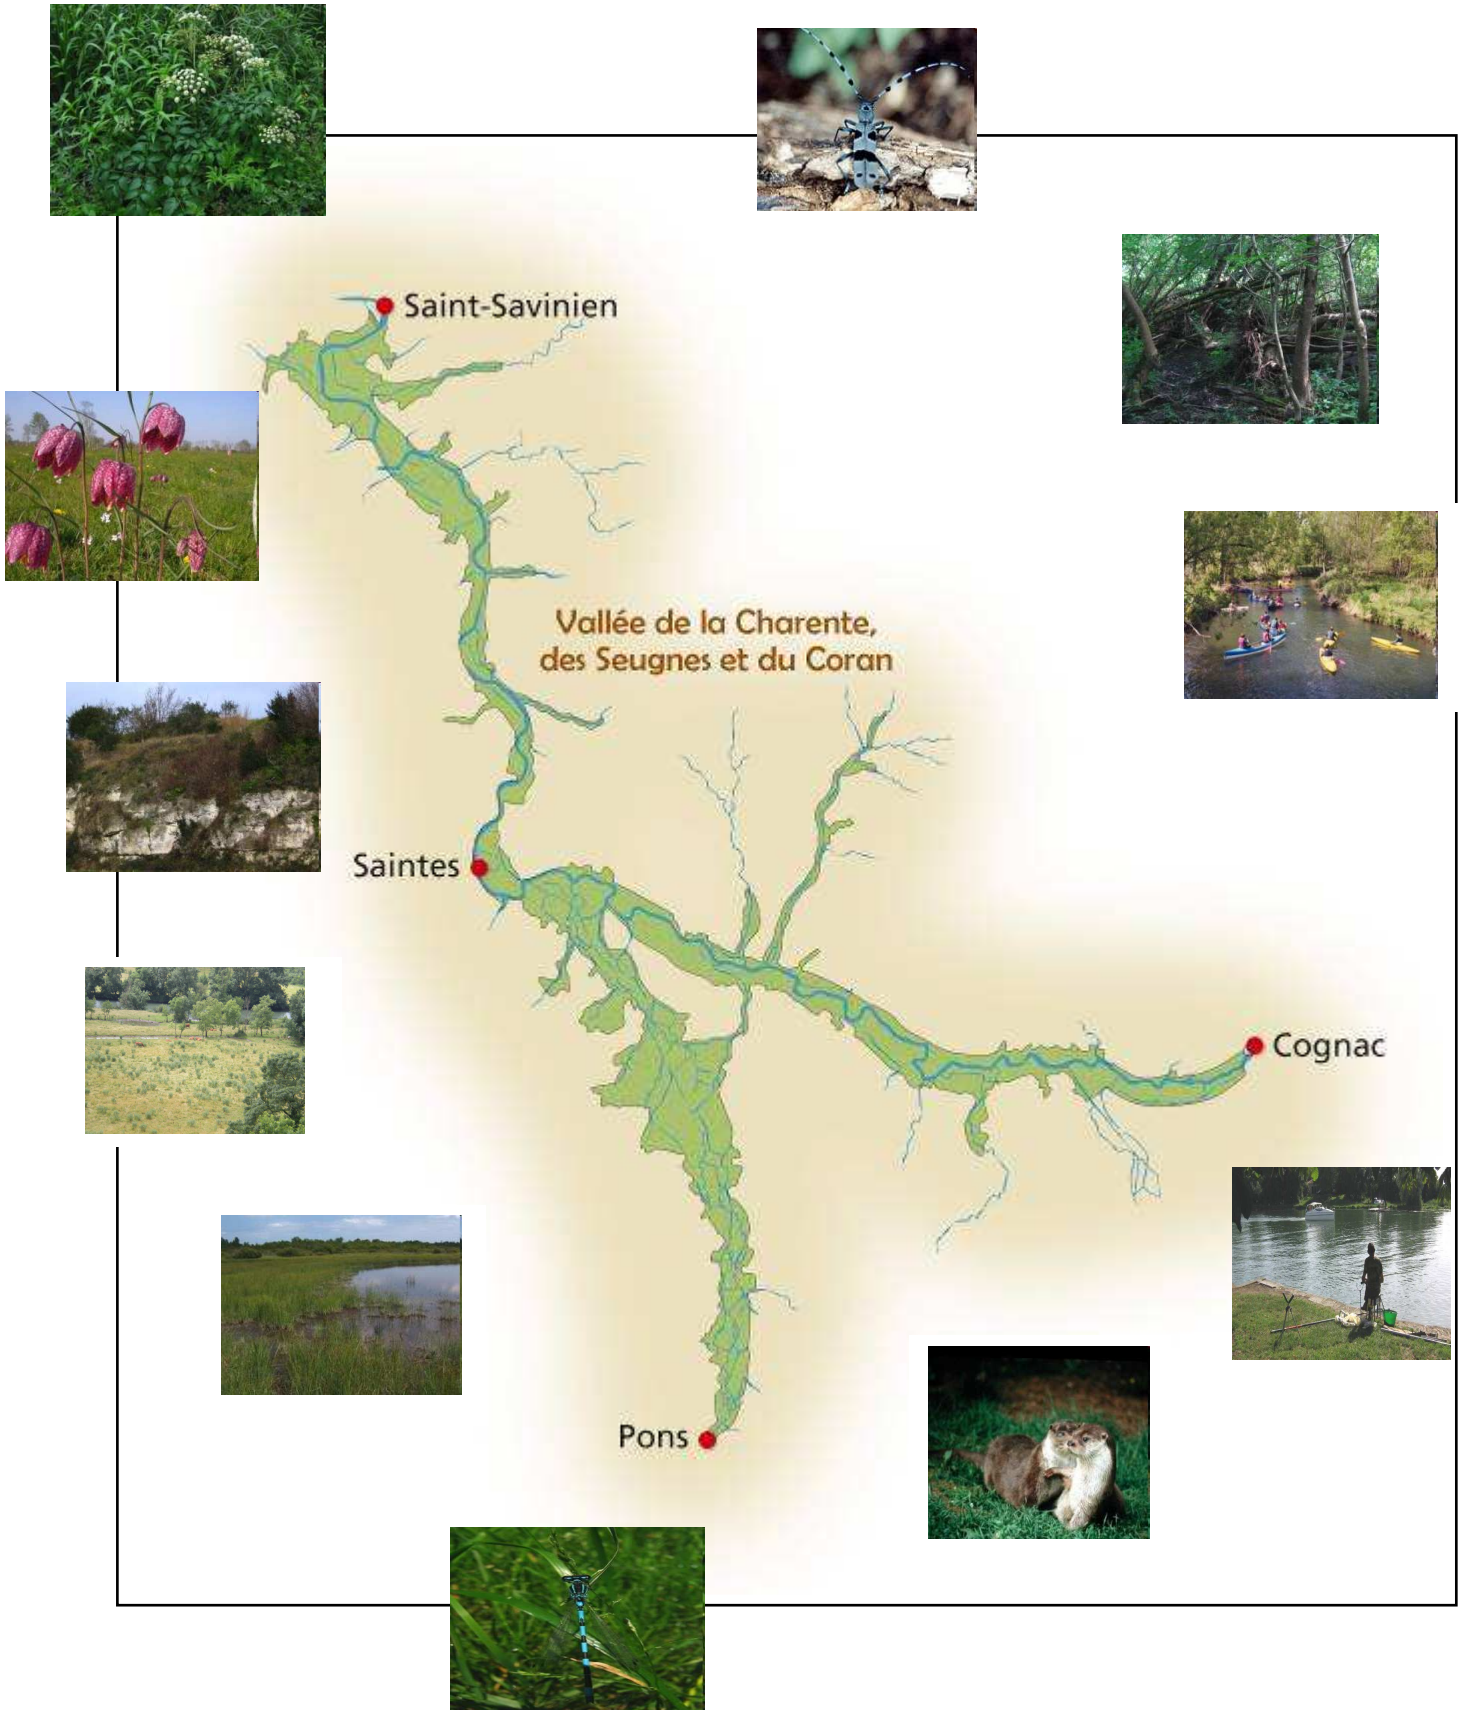 Saint-Savinien
Vallée de la Charente,
des Seugnes et du Coran
Saintes
Cognac
Pons